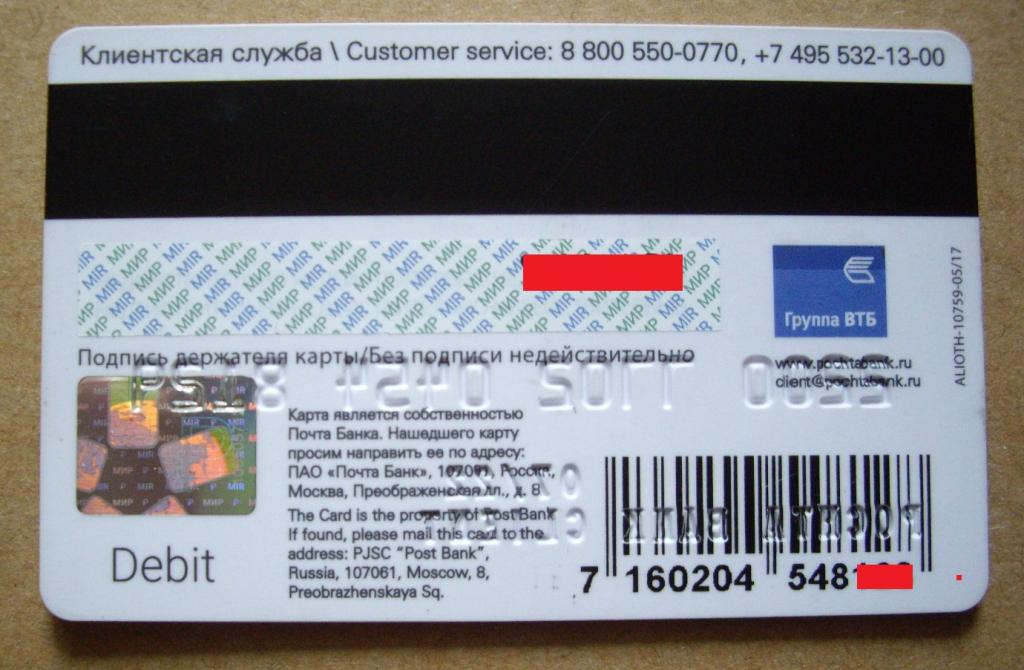 Клиентская служба \ Customer service: 8 800 550-0770, +7 495 532-13-00
МИР MIR
Группа ВТБ
ALIOTH-10759-05/17
Подпись держателя карты/Без подписи недействительно
www.pochtabank.ru
client@pochtabank.ru
Карта является собственностью
Почта Банка. Нашедшего карту
просим направить ее по адресу:
ПАО «Почта Банк», 107061, Россия,
Москва, Преображенская пл., д. 8
The Card is the property of Post Bank
If found, please mail this card to the
address: PJSC “Post Bank”,
Russia, 107061, Moscow, 8,
Preobrazhenskaya Sq.
Debit
POCHTA BANK
7 160204 548